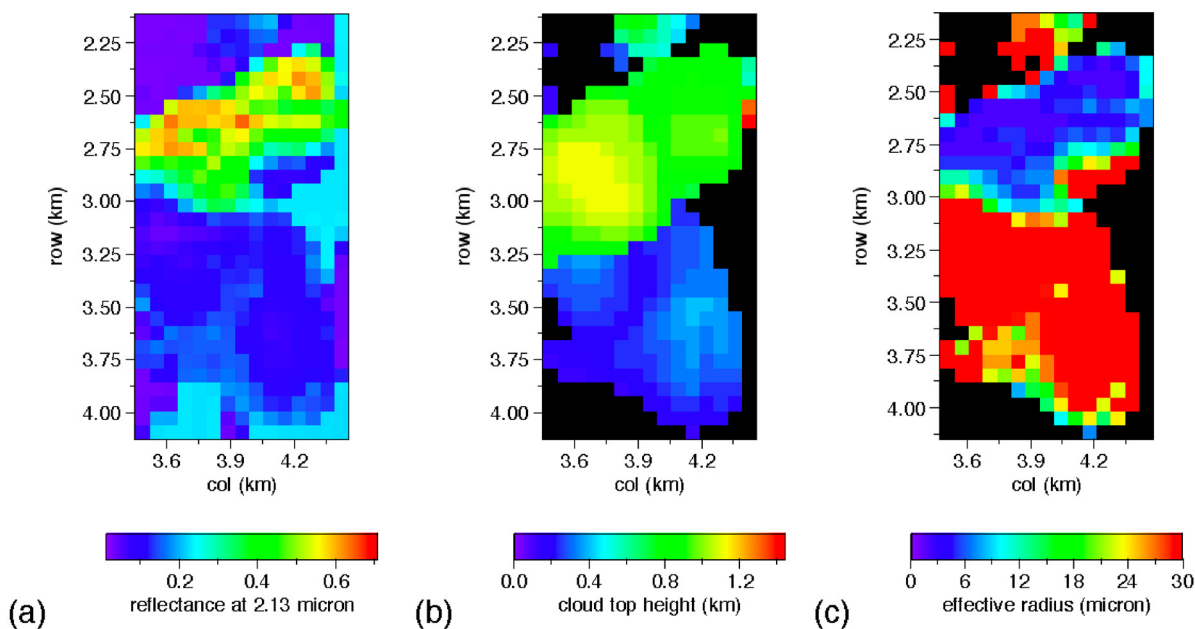 2.25
2.50
2.75
3.00
3.25
3.50
3.75
4.00
row (km)
3.6 3.9 4.2
col (km)
0.2 0.4 0.6
reflectance at 2.13 micron
(a)
2.25
2.50
2.75
3.00
3.25
3.50
3.75
4.00
row (km)
3.6 3.9 4.2
col (km)
0.0 0.4 0.8 1.2
cloud top height (km)
(b)
2.25
2.50
2.75
3.00
3.25
3.50
3.75
4.00
row (km)
3.6 3.9 4.2
col (km)
0 6 12 18 24 30
effective radius (micron)
(c)